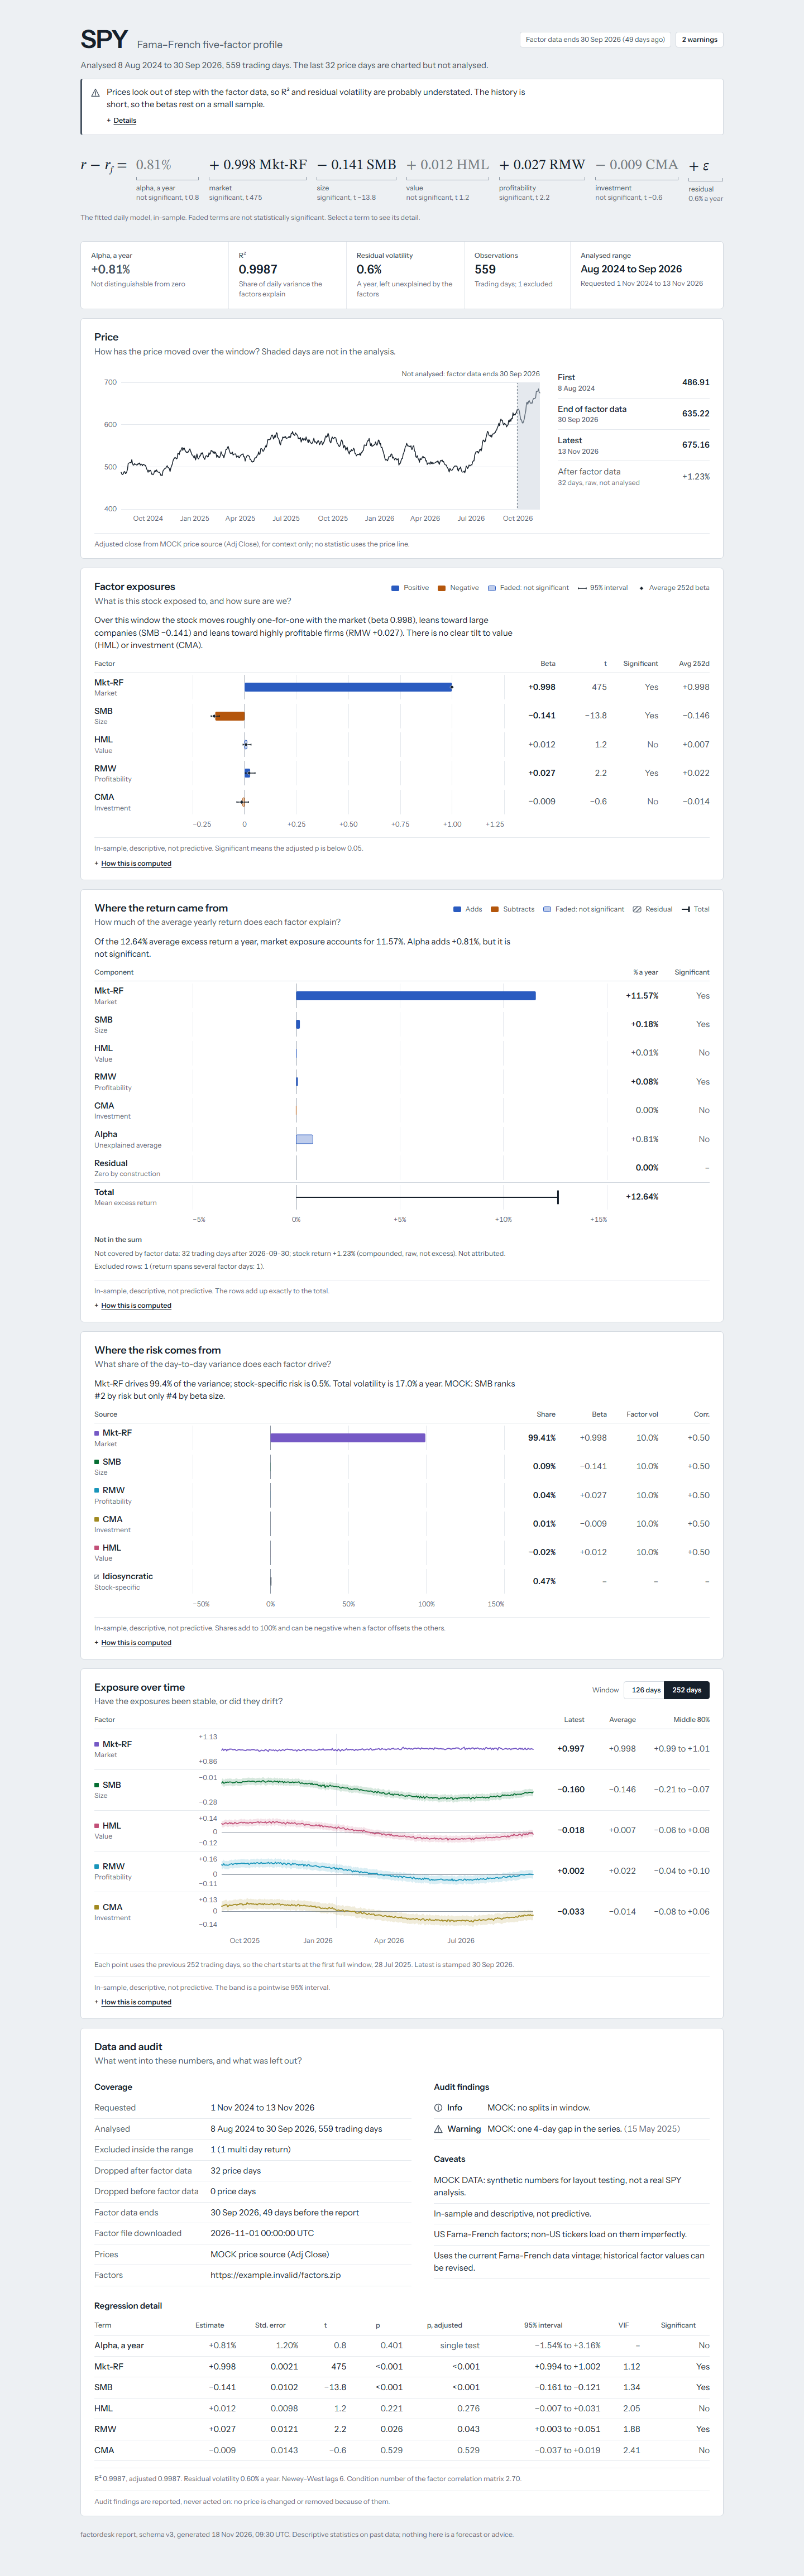 SPY Fama–French five-factor profile
Factor data ends 30 Sep 2026 (49 days ago) 2 warnings
Analysed 8 Aug 2024 to 30 Sep 2026, 559 trading days. The last 32 price days are charted but not analysed.
Prices look out of step with the factor data, so R² and residual volatility are probably understated. The history is
short, so the betas rest on a small sample.
+ Details
r − r_f = 0.81% + 0.998 Mkt-RF − 0.141 SMB + 0.012 HML + 0.027 RMW − 0.009 CMA + ε
alpha, a year market size value profitability investment residual
not significant, t 0.8 significant, t 475 significant, t −13.8 not significant, t 1.2 significant, t 2.2 not significant, t −0.6 0.6% a year
The fitted daily model, in-sample. Faded terms are not statistically significant. Select a term to see its detail.
Alpha, a year R² Residual volatility Observations Analysed range
+0.81% 0.9987 0.6% 559 Aug 2024 to Sep 2026
Not distinguishable from zero Share of daily variance the A year, left unexplained by the Trading days; 1 excluded Requested 1 Nov 2024 to 13 Nov 2026
factors explain factors
Price
How has the price moved over the window? Shaded days are not in the analysis.
Not analysed: factor data ends 30 Sep 2026
700
600
500
400
Oct 2024 Jan 2025 Apr 2025 Jul 2025 Oct 2025 Jan 2026 Apr 2026 Jul 2026 Oct 2026
First 486.91
8 Aug 2024
End of factor data 635.22
30 Sep 2026
Latest 675.16
13 Nov 2026
After factor data +1.23%
32 days, raw, not analysed
Adjusted close from MOCK price source (Adj Close), for context only; no statistic uses the price line.
Factor exposures
Positive Negative Faded: not significant 95% interval Average 252d beta
What is this stock exposed to, and how sure are we?
Over this window the stock moves roughly one-for-one with the market (beta 0.998), leans toward large
companies (SMB −0.141) and leans toward highly profitable firms (RMW +0.027). There is no clear tilt to value
(HML) or investment (CMA).
Factor Beta t Significant Avg 252d
Mkt-RF +0.998 475 Yes +0.998
Market
SMB −0.141 −13.8 Yes −0.146
Size
HML +0.012 1.2 No +0.007
Value
RMW +0.027 2.2 Yes +0.022
Profitability
CMA −0.009 −0.6 No −0.014
Investment
−0.25 0 +0.25 +0.50 +0.75 +1.00 +1.25
In-sample, descriptive, not predictive. Significant means the adjusted p is below 0.05.
+ How this is computed
Where the return came from
Adds Subtracts Faded: not significant Residual Total
How much of the average yearly return does each factor explain?
Of the 12.64% average excess return a year, market exposure accounts for 11.57%. Alpha adds +0.81%, but it is
not significant.
Component % a year Significant
Mkt-RF +11.57% Yes
Market
SMB +0.18% Yes
Size
HML +0.01% No
Value
RMW +0.08% Yes
Profitability
CMA 0.00% No
Investment
Alpha +0.81% No
Unexplained average
Residual 0.00% –
Zero by construction
Total +12.64%
Mean excess return
−5% 0% +5% +10% +15%
Not in the sum
Not covered by factor data: 32 trading days after 2026-09-30; stock return +1.23% (compounded, raw, not excess). Not attributed.
Excluded rows: 1 (return spans several factor days: 1).
In-sample, descriptive, not predictive. The rows add up exactly to the total.
+ How this is computed
Where the risk comes from
What share of the day-to-day variance does each factor drive?
Mkt-RF drives 99.4% of the variance; stock-specific risk is 0.5%. Total volatility is 17.0% a year. MOCK: SMB ranks
#2 by risk but only #4 by beta size.
Source Share Beta Factor vol Corr.
Mkt-RF 99.41% +0.998 10.0% +0.50
Market
SMB 0.09% −0.141 10.0% +0.50
Size
RMW 0.04% +0.027 10.0% +0.50
Profitability
CMA 0.01% −0.009 10.0% +0.50
Investment
HML −0.02% +0.012 10.0% +0.50
Value
Idiosyncratic 0.47% – – –
Stock-specific
−50% 0% 50% 100% 150%
In-sample, descriptive, not predictive. Shares add to 100% and can be negative when a factor offsets the others.
+ How this is computed
Exposure over time
Window 126 days 252 days
Have the exposures been stable, or did they drift?
Factor Latest Average Middle 80%
+1.13
Mkt-RF +0.997 +0.998 +0.99 to +1.01
Market
+0.86
−0.01
SMB −0.160 −0.146 −0.21 to −0.07
Size
−0.28
+0.14
HML −0.018 +0.007 −0.06 to +0.08
0
Value
−0.12
+0.16
RMW +0.002 +0.022 −0.04 to +0.10
0
Profitability
−0.11
+0.13
CMA −0.033 −0.014 −0.08 to +0.06
0
Investment
−0.14
Oct 2025 Jan 2026 Apr 2026 Jul 2026
Each point uses the previous 252 trading days, so the chart starts at the first full window, 28 Jul 2025. Latest is stamped 30 Sep 2026.
In-sample, descriptive, not predictive. The band is a pointwise 95% interval.
+ How this is computed
Data and audit
What went into these numbers, and what was left out?
Coverage
Requested 1 Nov 2024 to 13 Nov 2026
Analysed 8 Aug 2024 to 30 Sep 2026, 559 trading days
Excluded inside the range 1 (1 multi day return)
Dropped after factor data 32 price days
Dropped before factor data 0 price days
Factor data ends 30 Sep 2026, 49 days before the report
Factor file downloaded 2026-11-01 00:00:00 UTC
Prices MOCK price source (Adj Close)
Factors https://example.invalid/factors.zip
Audit findings
Info MOCK: no splits in window.
Warning MOCK: one 4-day gap in the series. (15 May 2025)
Caveats
MOCK DATA: synthetic numbers for layout testing, not a real SPY
analysis.
In-sample and descriptive, not predictive.
US Fama-French factors; non-US tickers load on them imperfectly.
Uses the current Fama-French data vintage; historical factor values can
be revised.
Regression detail
Term Estimate Std. error t p p, adjusted 95% interval VIF Significant
Alpha, a year +0.81% 1.20% 0.8 0.401 single test −1.54% to +3.16% – No
Mkt-RF +0.998 0.0021 475 <0.001 <0.001 +0.994 to +1.002 1.12 Yes
SMB −0.141 0.0102 −13.8 <0.001 <0.001 −0.161 to −0.121 1.34 Yes
HML +0.012 0.0098 1.2 0.221 0.276 −0.007 to +0.031 2.05 No
RMW +0.027 0.0121 2.2 0.026 0.043 +0.003 to +0.051 1.88 Yes
CMA −0.009 0.0143 −0.6 0.529 0.529 −0.037 to +0.019 2.41 No
R² 0.9987, adjusted 0.9987. Residual volatility 0.60% a year. Newey–West lags 6. Condition number of the factor correlation matrix 2.70.
Audit findings are reported, never acted on: no price is changed or removed because of them.
factordesk report, schema v3, generated 18 Nov 2026, 09:30 UTC. Descriptive statistics on past data; nothing here is a forecast or advice.